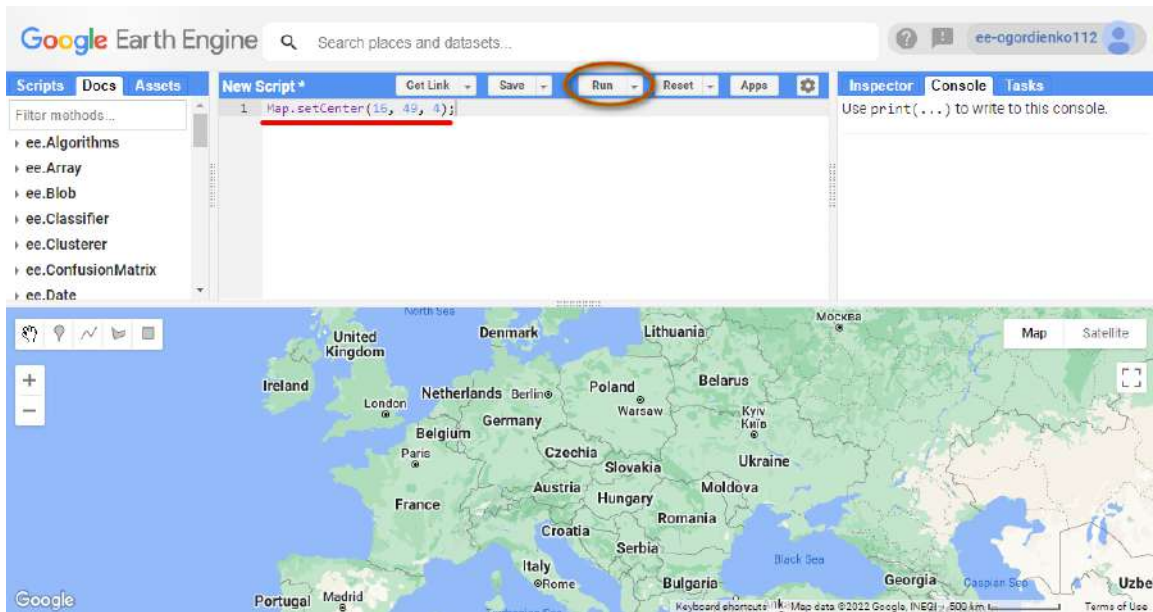 Google Earth Engine
Search places and datasets...
ee-ogordienko112
Scripts Docs Assets
New Script *
Get Link Save Run Reset Apps
Inspector Console Tasks
Filter methods...
ee.Algorithms
ee.Array
ee.Blob
ee.Classifier
ee.Clusterer
ee.ConfusionMatrix
ee.Date
1 Map.setCenter(16, 49, 4);
Use print(...) to write to this console.
North Sea
Denmark
Lithuania
Москва
United
Kingdom
Map Satellite
Ireland
London
Netherlands
Berlin
Poland
Warsaw
Belarus
Kyiv
Київ
Belgium
Germany
Paris
Czechia
Slovakia
Ukraine
France
Austria
Hungary
Moldova
Romania
Croatia
Serbia
Italy
Rome
Bulgaria
Black Sea
Georgia
Caspian Sea
Uzbe
Portugal
Madrid
Google
Keyboard shortcuts
Map data ©2022 Google, INEGI
500 km
Terms of Use